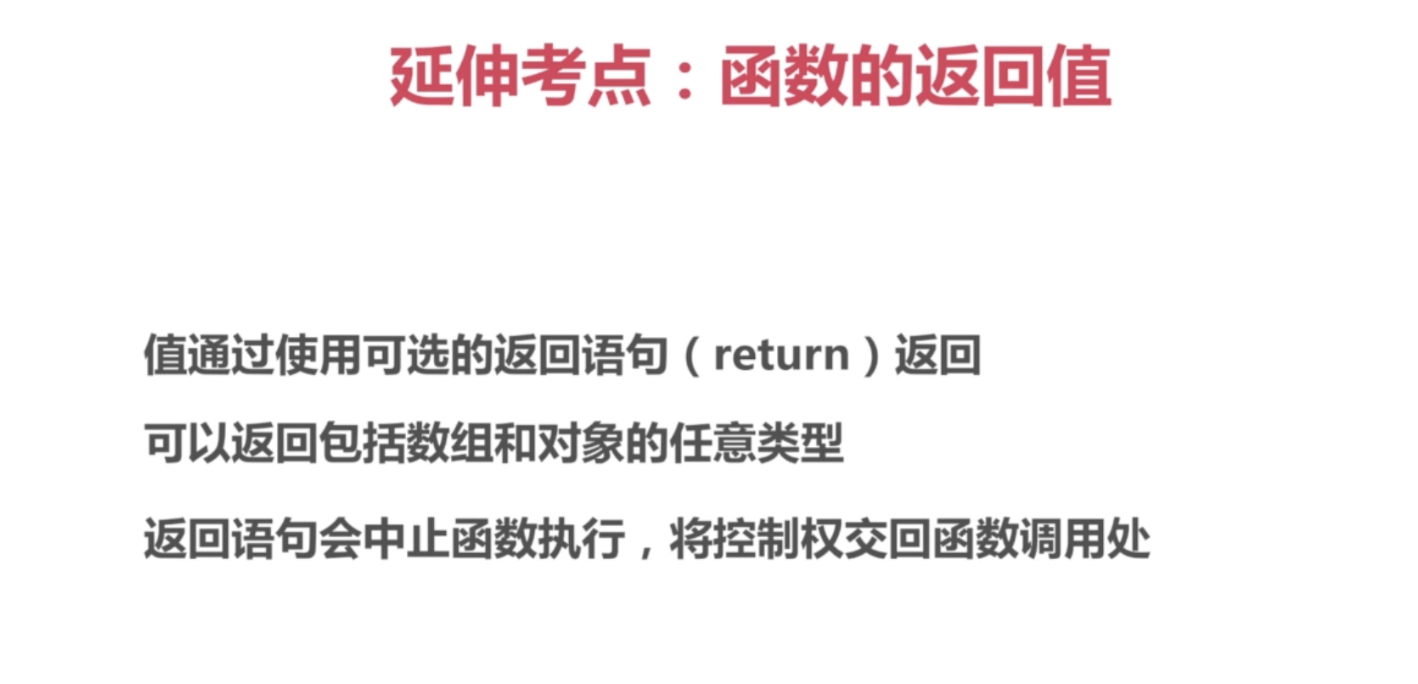 延伸考点：函数的返回值
值通过使用可选的返回语句（return）返回
可以返回包括数组和对象的任意类型
返回语句会中止函数执行，将控制权交回函数调用处